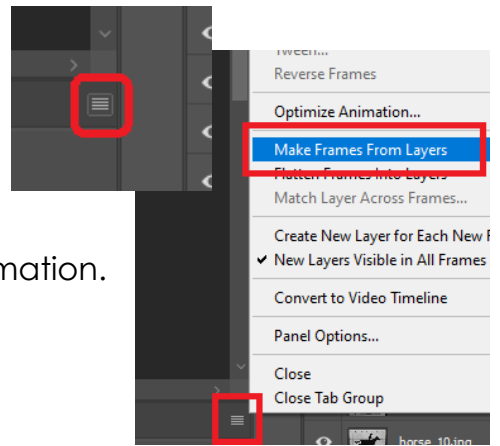 Tween...
Reverse Frames
Optimize Animation...
Make Frames From Layers
Flatten Frames Into Layers
Match Layer Across Frames...
mation.
Create New Layer for Each New F
New Layers Visible in All Frames
Convert to Video Timeline
Panel Options...
Close
Close Tab Group
horse_10.jpg